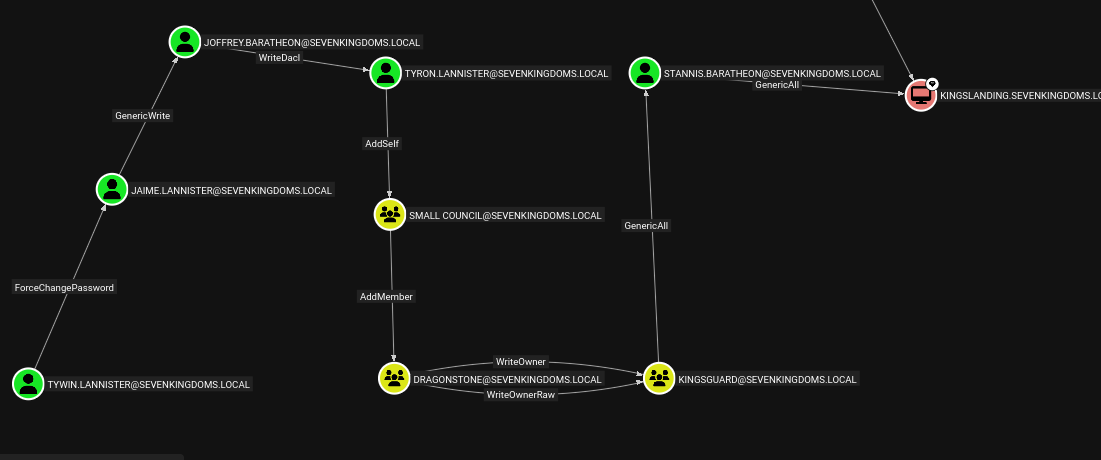 JOFFREY.BARATHEON@SEVENKINGDOMS.LOCAL
WriteDacl
TYRON.LANNISTER@SEVENKINGDOMS.LOCAL
STANNIS.BARATHEON@SEVENKINGDOMS.LOCAL
GenericAll
KINGSLANDING.SEVENKINGDOMS.LO
GenericWrite
AddSelf
JAIME.LANNISTER@SEVENKINGDOMS.LOCAL
SMALL COUNCIL@SEVENKINGDOMS.LOCAL
GenericAll
ForceChangePassword
AddMember
WriteOwner
TYWIN.LANNISTER@SEVENKINGDOMS.LOCAL
DRAGONSTONE@SEVENKINGDOMS.LOCAL
KINGSGUARD@SEVENKINGDOMS.LOCAL
WriteOwnerRaw